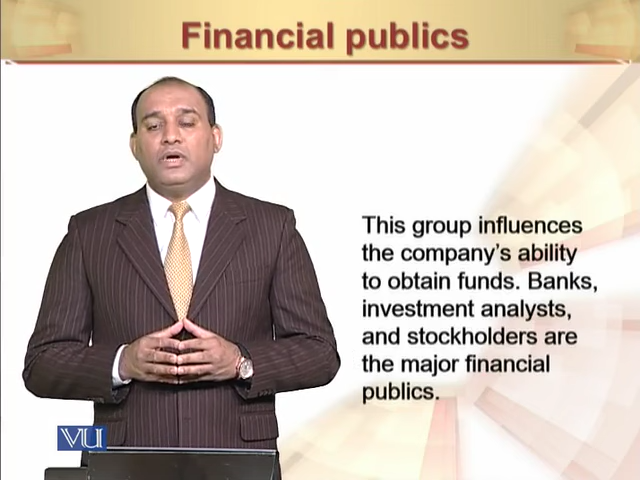 Financial publics
This group influences
the company's ability
to obtain funds. Banks,
investment analysts,
and stockholders are
the major financial
publics.
VU